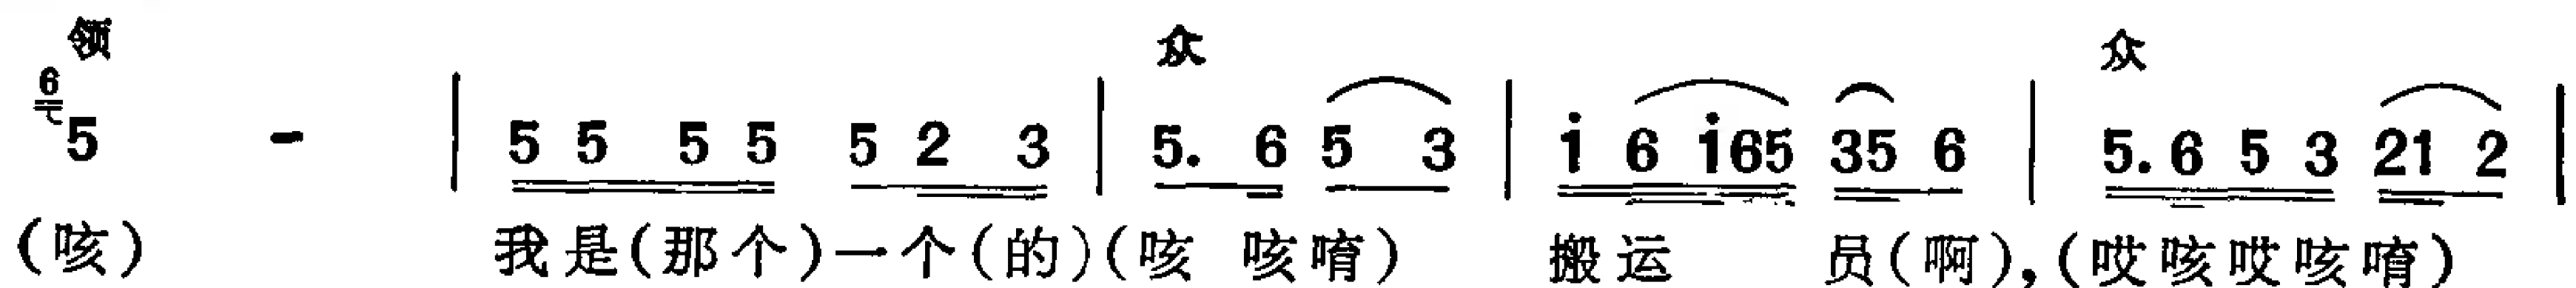 领 众 众
6
5 - | 5 5 5 5 5 2 3 | 5. 6 5 3 | i 6 i65 35 6 | 5. 6 5 3 21 2 |
(咳) 我是(那个)一个(的)(咳 咳唷) 搬运 员(啊),(哎咳哎咳唷)